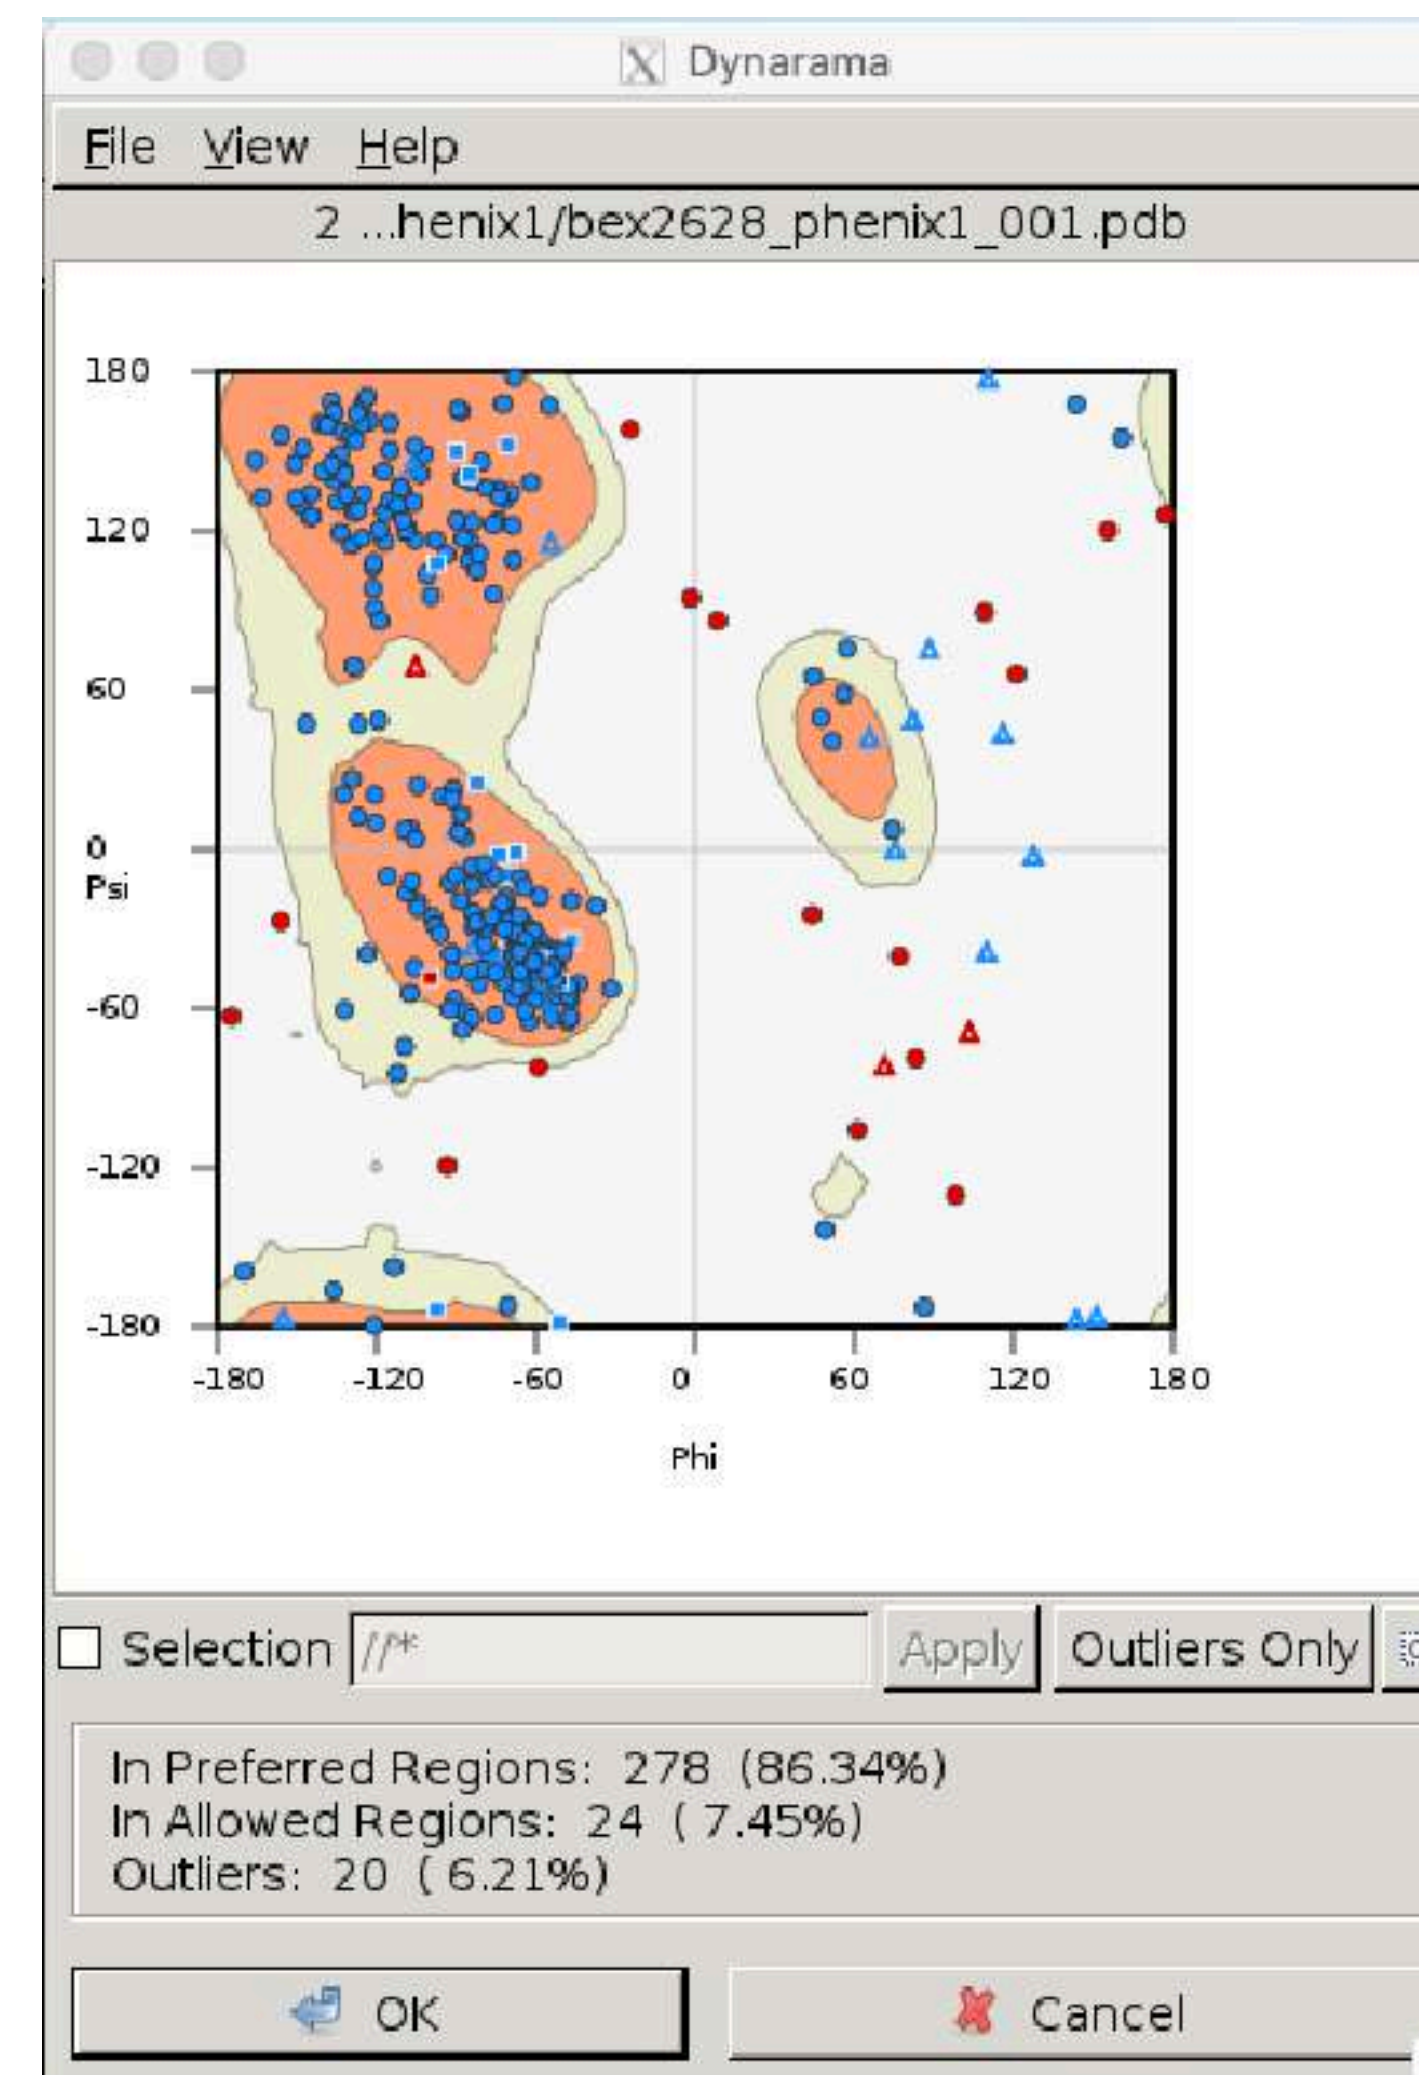 Dynarama
File View Help
2 ...henix1/bex2628_phenix1_001.pdb
180
120
60
0
Psi
-60
-120
-180
-180 -120 -60 0 60 120 180
Phi
Selection //* Apply Outliers Only
In Preferred Regions: 278 (86.34%)
In Allowed Regions: 24 ( 7.45%)
Outliers: 20 ( 6.21%)
OK Cancel